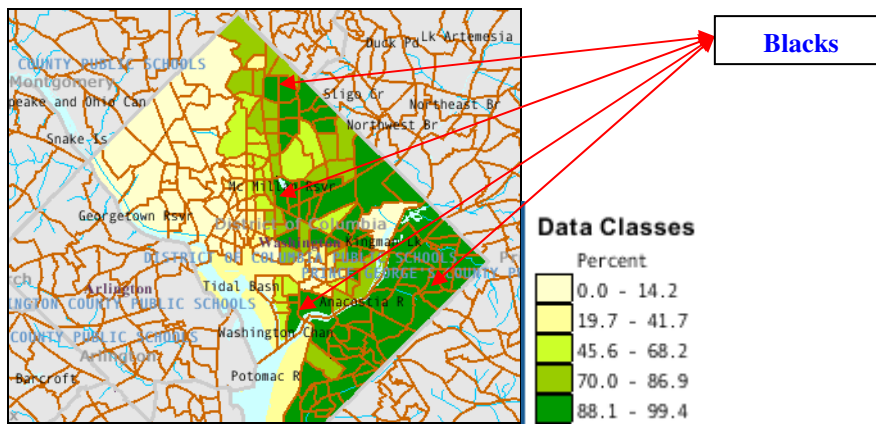 Blacks
Duck Pd
Lk Artemesia
COUNTY PUBLIC SCHOOLS
Montgomery
peake and Ohio Can
Sligo Cr
Northeast Br
Northwest Br
Snake Is
Mc Millan Rsvr
Georgetown Rsvr
District of Columbia
Washington
Kingman Lk
DISTRICT OF COLUMBIA PUBLIC SCHOOLS
Pr
PRINCE GEORGE'S COUNTY P
rch
Arlington
Tidal Basn
INGTON COUNTY PUBLIC SCHOOLS
Anacostia R
Washington Chan
COUNTY PUBLIC SCHOOLS
Arlington
Potomac R
Barcroft
x
Data Classes
Percent
0.0 - 14.2
19.7 - 41.7
45.6 - 68.2
70.0 - 86.9
88.1 - 99.4